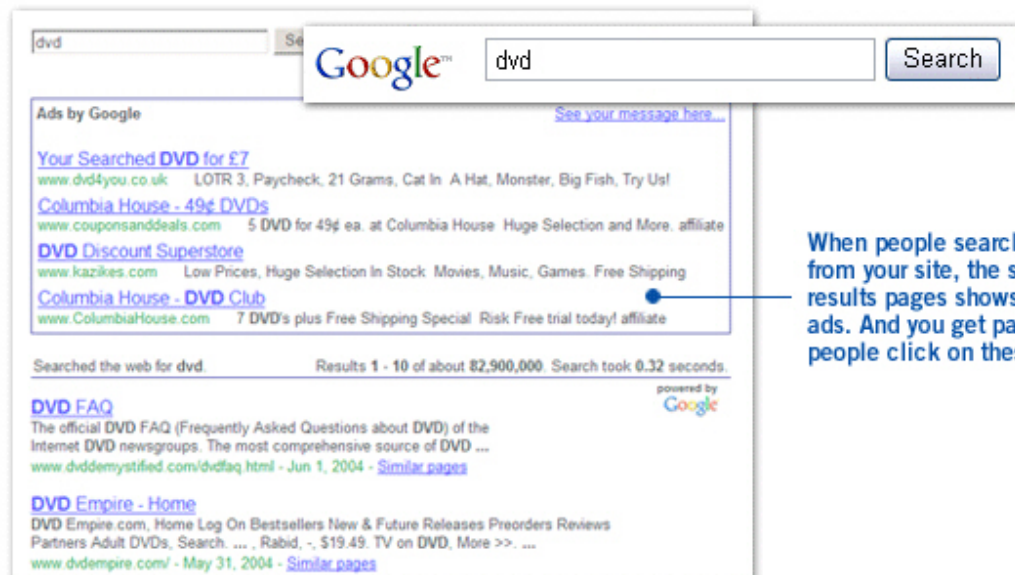 dvd
Se
Google™
dvd
Search
Ads by Google
See your message here...
Your Searched DVD for £7
www.dvd4you.co.uk LOTR 3, Paycheck, 21 Grams, Cat In A Hat, Monster, Big Fish, Try Us!
Columbia House - 49¢ DVDs
www.couponsanddeals.com 5 DVD for 49¢ ea. at Columbia House Huge Selection and More. affiliate
DVD Discount Superstore
www.kazikes.com Low Prices, Huge Selection In Stock Movies, Music, Games. Free Shipping
Columbia House - DVD Club
www.ColumbiaHouse.com 7 DVD's plus Free Shipping Special Risk Free trial today! affiliate
When people search
from your site, the s
results pages shows
ads. And you get pa
people click on thes
Searched the web for dvd. Results 1 - 10 of about 82,900,000. Search took 0.32 seconds.
powered by
Google
DVD FAQ
The official DVD FAQ (Frequently Asked Questions about DVD) of the
Internet DVD newsgroups. The most comprehensive source of DVD ...
www.dvddemystified.com/dvdfaq.html - Jun 1, 2004 - Similar pages
DVD Empire - Home
DVD Empire.com, Home Log On Bestsellers New & Future Releases Preorders Reviews
Partners Adult DVDs, Search. ... , Rabid, -, $19.49. TV on DVD, More >>. ...
www.dvdempire.com/ - May 31, 2004 - Similar pages